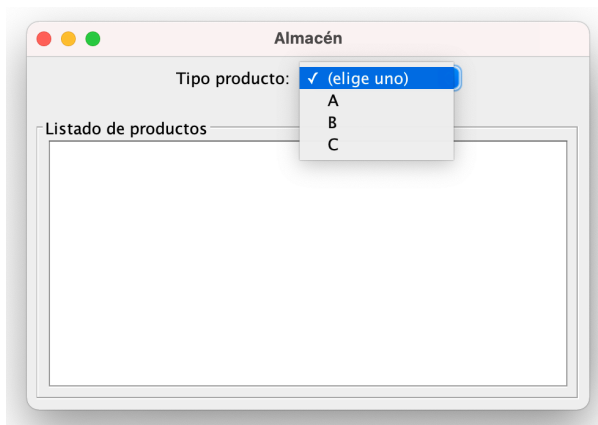 Almacén
Tipo producto: ✓ (elige uno)
A
B
C
Listado de productos